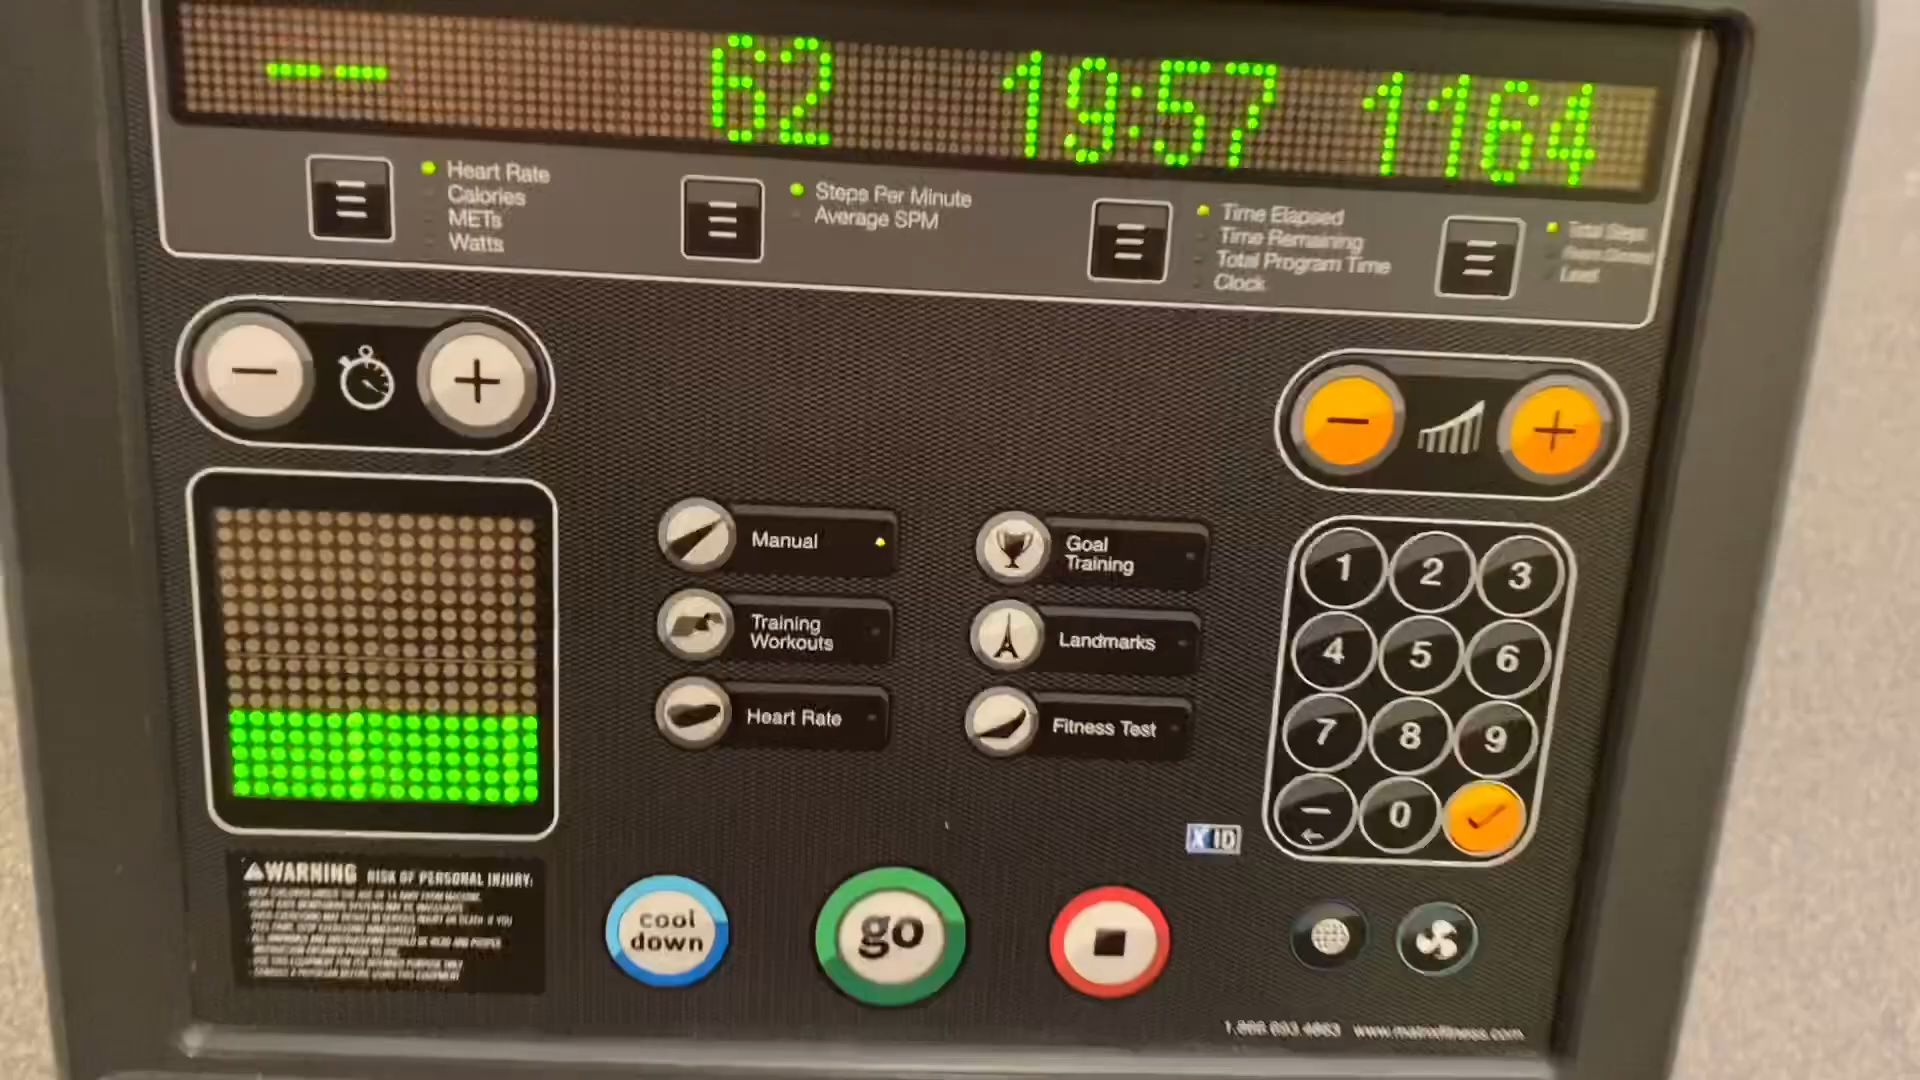 -- 62 19:57 1164
Heart Rate
Calories
METs
Watts
Steps Per Minute
Average SPM
Time Elapsed
Time Remaining
Total Program Time
Clock
Total Steps
Level
− +
− +
Manual
Training
Workouts
Heart Rate
Goal
Training
Landmarks
Fitness Test
1 2 3
4 5 6
7 8 9
0
WARNING RISK OF PERSONAL INJURY:
XID
cool
down
go
www.matrixfitness.com